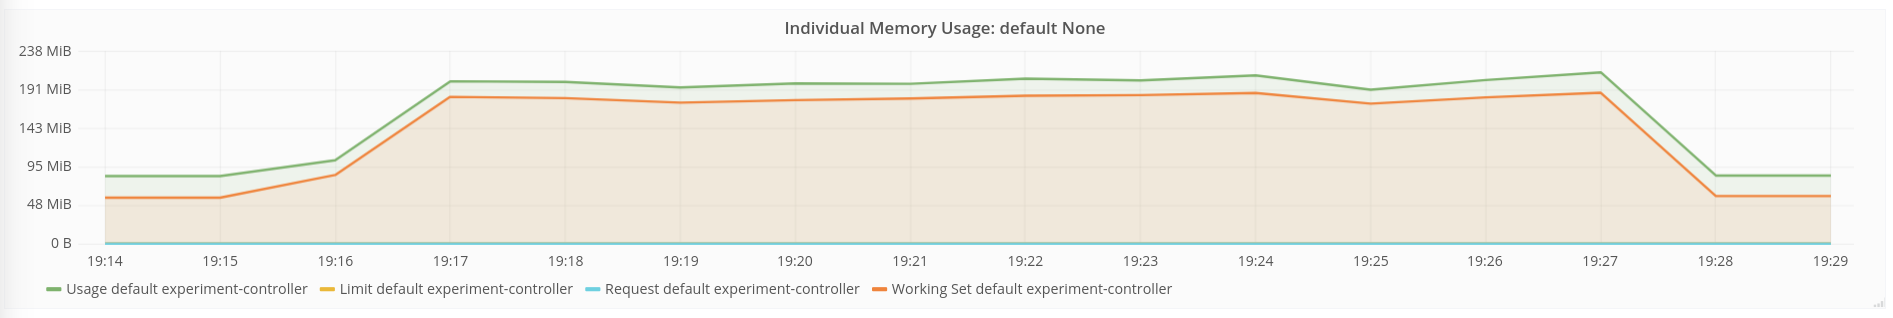 Individual Memory Usage: default None
238 MiB
191 MiB
143 MiB
95 MiB
48 MiB
0 B
19:14 19:15 19:16 19:17 19:18 19:19 19:20 19:21 19:22 19:23 19:24 19:25 19:26 19:27 19:28 19:29
Usage default experiment-controller Limit default experiment-controller Request default experiment-controller Working Set default experiment-controller